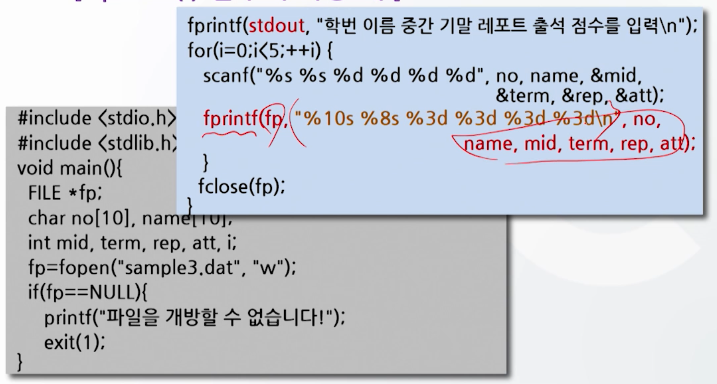 fprintf(stdout, "학번 이름 중간 기말 레포트 출석 점수를 입력\n");
for(i=0;i<5;++i) {
scanf("%s %s %d %d %d %d", no, name, &mid,
&term, &rep, &att);
fprintf(fp, "%10s %8s %3d %3d %3d %3d\n", no,
name, mid, term, rep, att);
}
fclose(fp);
}
#include <stdio.h>
#include <stdlib.h>
void main(){
FILE *fp;
char no[10], name[10];
int mid, term, rep, att, i;
fp=fopen("sample3.dat", "w");
if(fp==NULL){
printf("파일을 개방할 수 없습니다!");
exit(1);
}